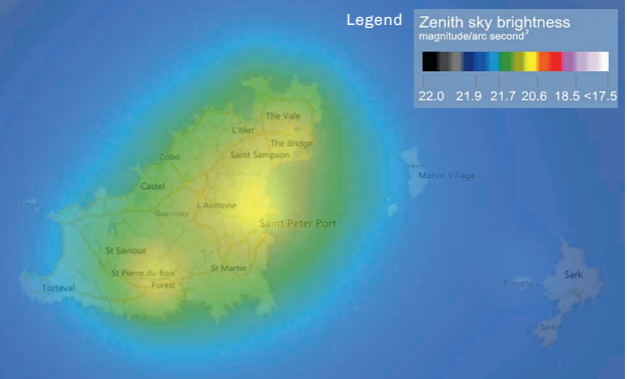 Legend
Zenith sky brightness
magnitude/arc second²
22.0 21.9 21.7 20.6 18.5 <17.5
The Vale
L'Islet
The Bridge
Saint Sampson
Cobo
Castel
Manor Village
L'Aumone
Guernsey
Saint Peter Port
St Saviour
St Martin
St Pierre du Bois
Forest
Torteval
Sark
Sark